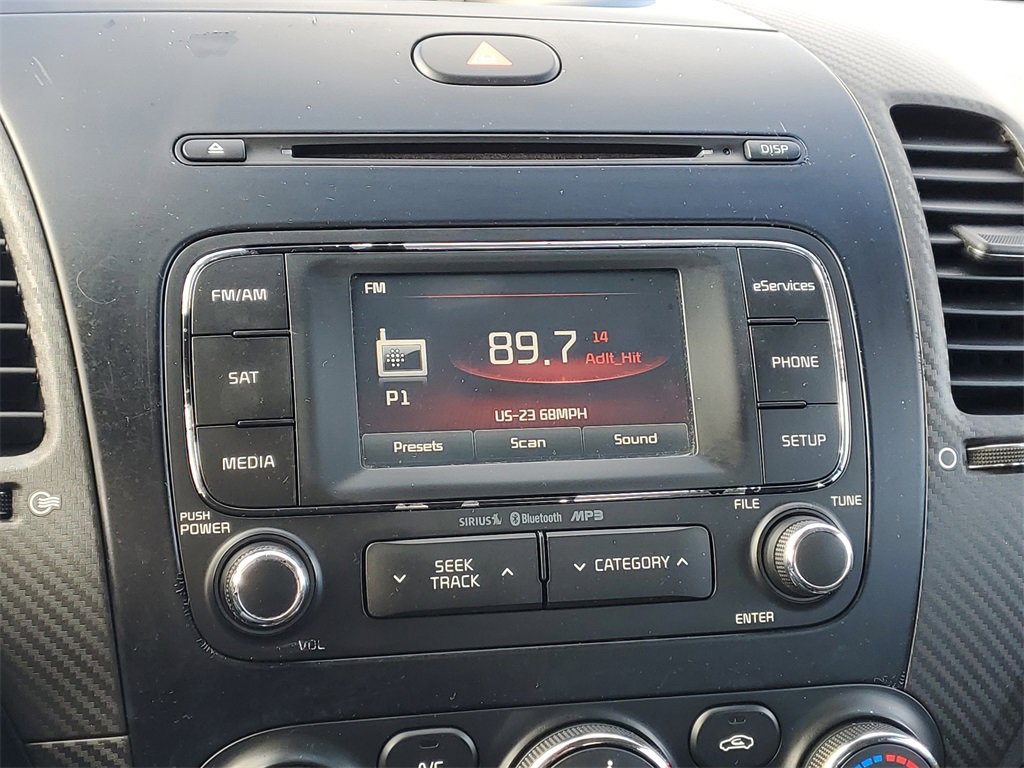 DISP
FM/AM
SAT
MEDIA
FM
89.7
14
Adlt_Hit
P1
US-23 68MPH
Presets
Scan
Sound
eServices
PHONE
SETUP
PUSH
POWER
VOL
SIRIUS
Bluetooth
MP3
SEEK
TRACK
CATEGORY
FILE
TUNE
ENTER
A/C